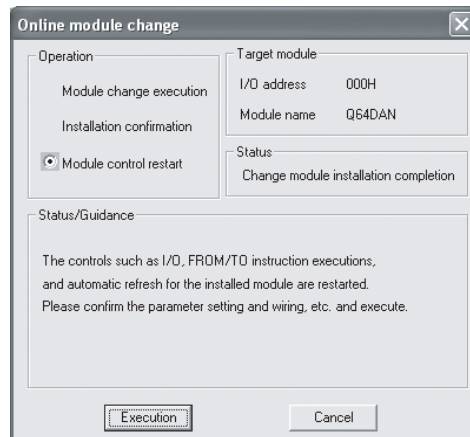 Online module change
Operation
Module change execution
Installation confirmation
Module control restart
Target module
I/O address 000H
Module name Q64DAN
Status
Change module installation completion
Status/Guidance
The controls such as I/O, FROM/TO instruction executions,
and automatic refresh for the installed module are restarted.
Please confirm the parameter setting and wiring, etc. and execute.
Execution
Cancel